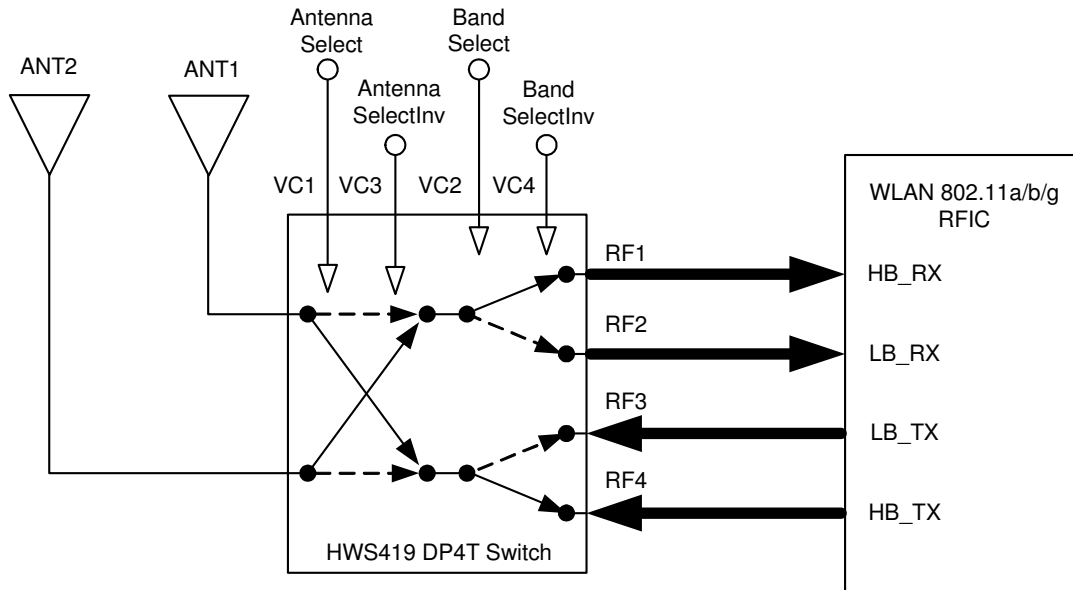 Antenna
Select
Band
Select
ANT2
ANT1
Antenna
SelectInv
Band
SelectInv
VC1
VC3
VC2
VC4
WLAN 802.11a/b/g
RFIC
RF1
HB_RX
RF2
LB_RX
RF3
LB_TX
RF4
HB_TX
HWS419 DP4T Switch